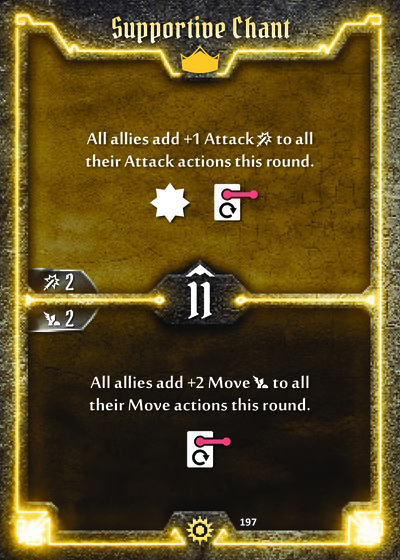 Supportive Chant
All allies add +1 Attack to all
their Attack actions this round.
2
11
2
All allies add +2 Move to all
their Move actions this round.
197